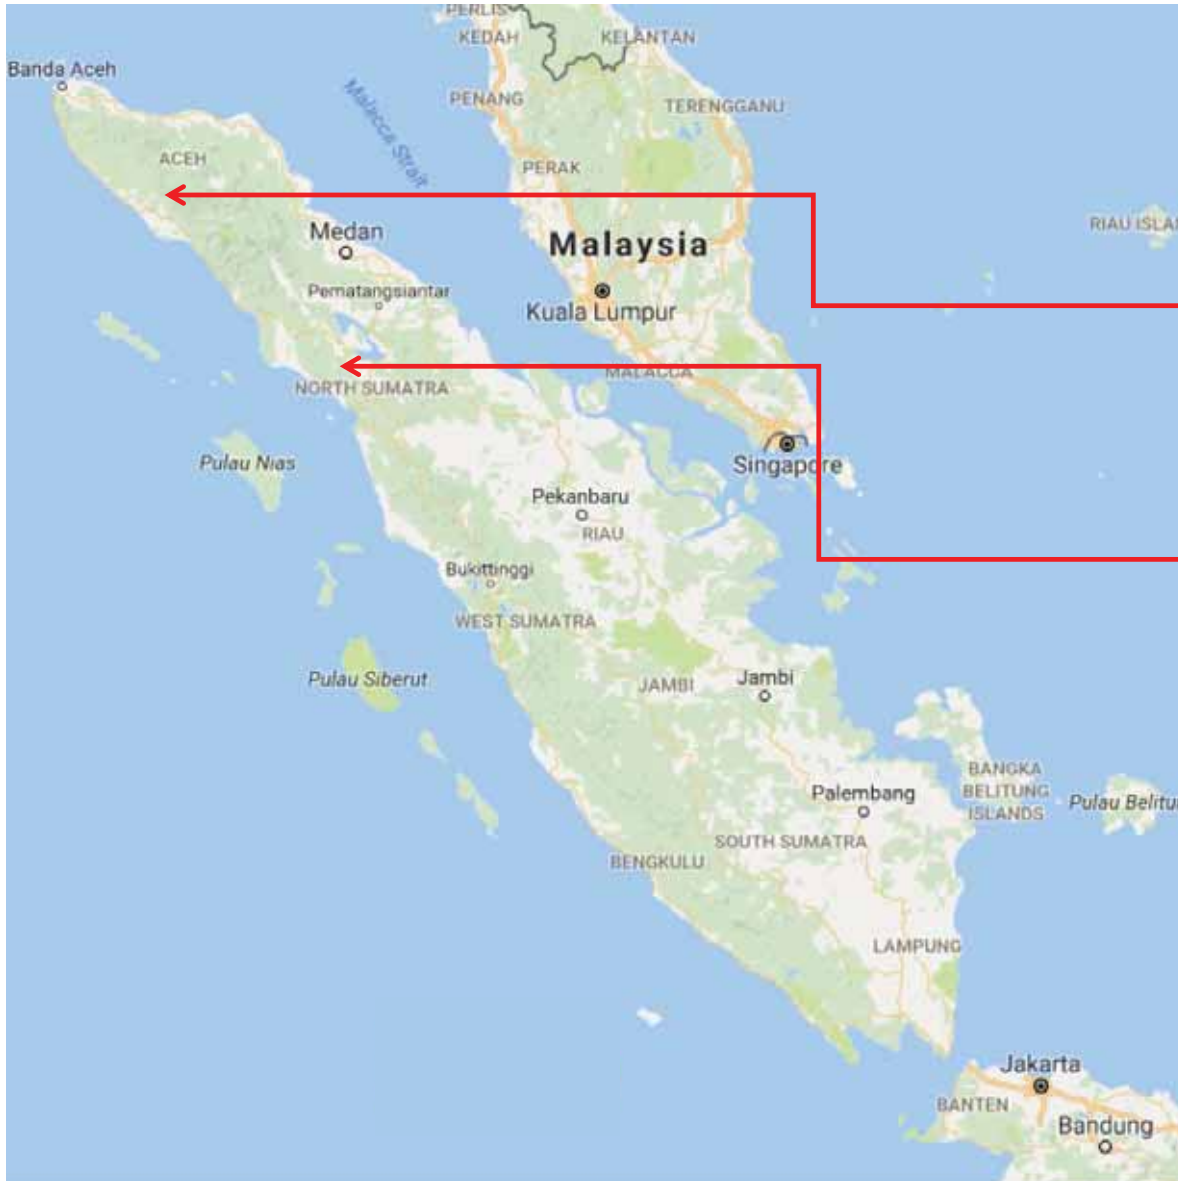 PERLIS
KEDAH
KELANTAN
Banda Aceh
PENANG
TERENGGANU
Malacca Strait
ACEH
PERAK
RIAU ISLA
Medan
Malaysia
Pematangsiantar
Kuala Lumpur
MALACCA
NORTH SUMATRA
Pulau Nias
Singapore
Pekanbaru
RIAU
Bukittinggi
WEST SUMATRA
Pulau Siberut
JAMBI
Jambi
BANGKA
BELITUNG
ISLANDS
Palembang
Pulau Belitu
SOUTH SUMATRA
BENGKULU
LAMPUNG
Jakarta
BANTEN
Bandung